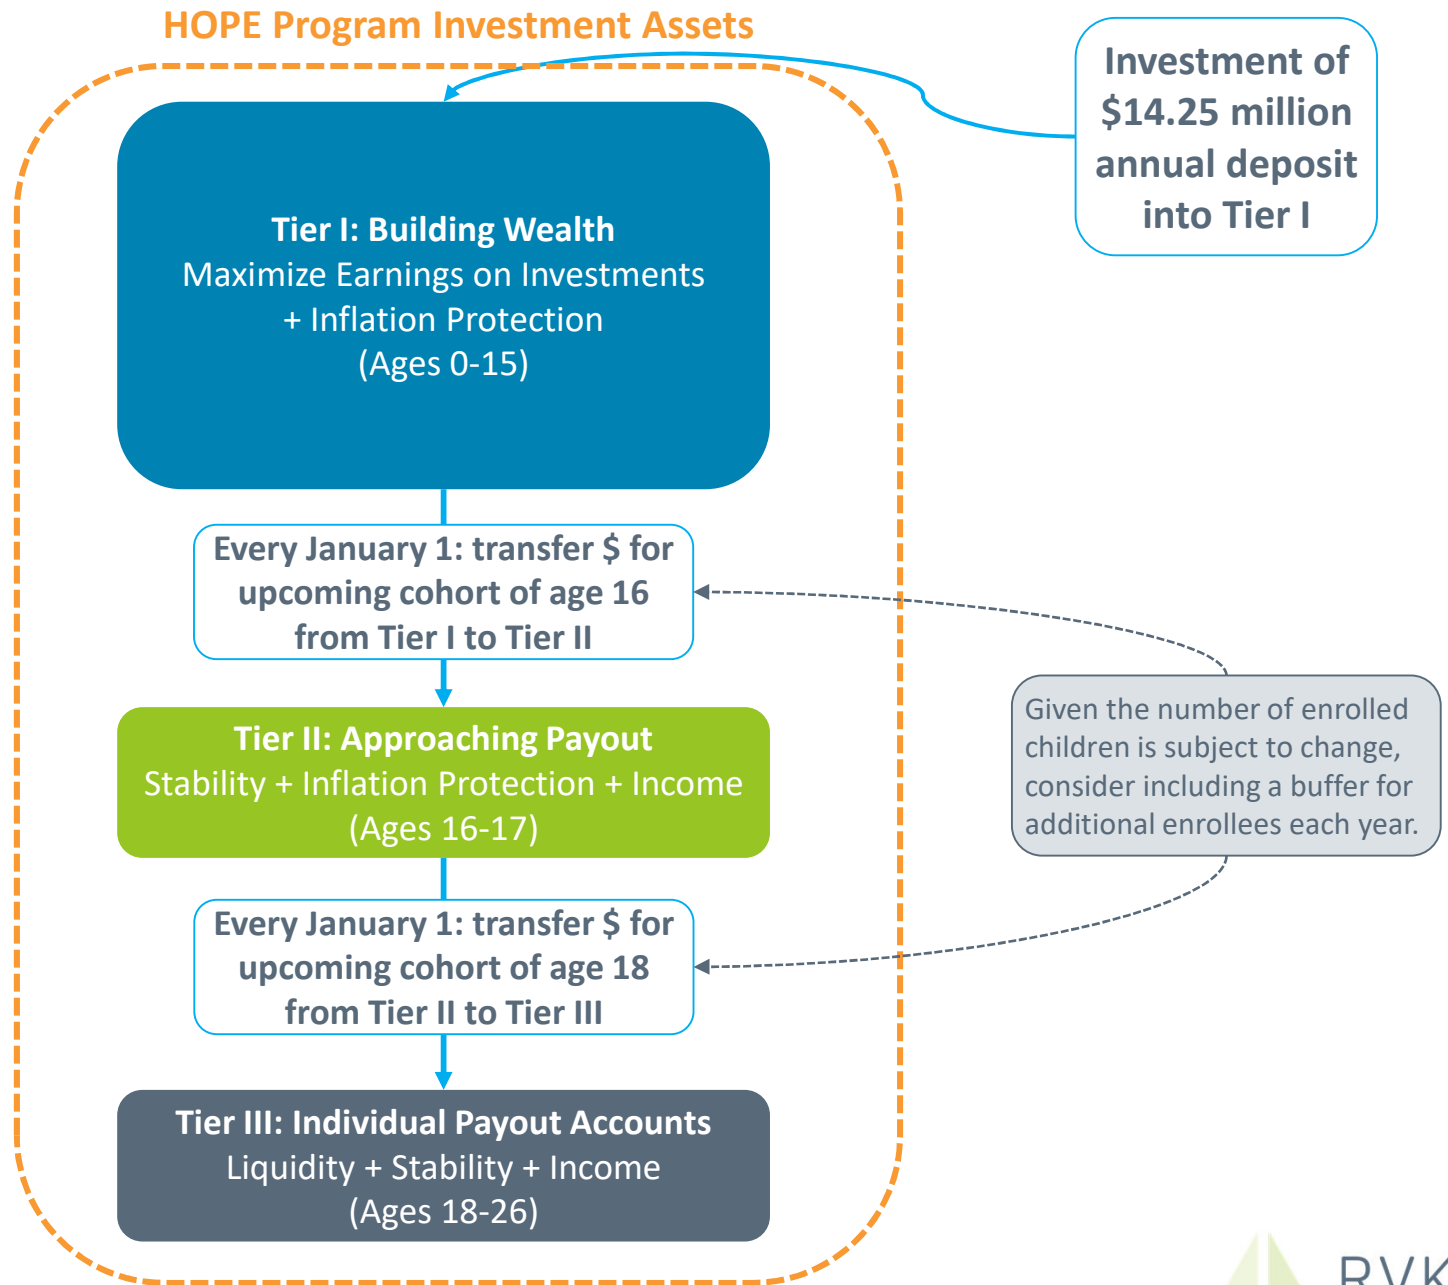 HOPE Program Investment Assets
Investment of
$14.25 million
annual deposit
into Tier I
Tier I: Building Wealth
Maximize Earnings on Investments
+ Inflation Protection
(Ages 0-15)
Every January 1: transfer $ for
upcoming cohort of age 16
from Tier I to Tier II
Given the number of enrolled
children is subject to change,
consider including a buffer for
additional enrollees each year.
Tier II: Approaching Payout
Stability + Inflation Protection + Income
(Ages 16-17)
Every January 1: transfer $ for
upcoming cohort of age 18
from Tier II to Tier III
Tier III: Individual Payout Accounts
Liquidity + Stability + Income
(Ages 18-26)
RVK